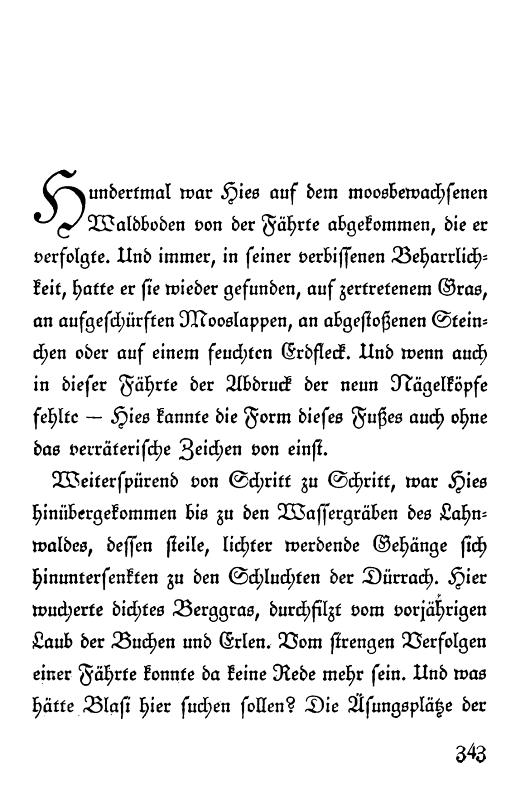 Hundertmal war Hies auf dem moosbewachsenen
Waldboden von der Fährte abgekommen, die er
verfolgte. Und immer, in seiner verbissenen Beharrlich-
keit, hatte er sie wieder gefunden, auf zertretenem Gras,
an aufgeschürften Mooslappen, an abgestoßenen Stein-
chen oder auf einem feuchten Erdfleck. Und wenn auch
in dieser Fährte der Abdruck der neun Nägelköpfe
fehlte — Hies kannte die Form dieses Fußes auch ohne
das verräterische Zeichen von einst.
Weiterspürend von Schritt zu Schritt, war Hies
hinübergekommen bis zu den Wassergräben des Lahn-
waldes, dessen steile, lichter werdende Gehänge sich
hinuntersenkten zu den Schluchten der Dürrach. Hier
wucherte dichtes Berggras, durchfilzt vom vorjährigen
Laub der Buchen und Erlen. Vom strengen Verfolgen
einer Fährte konnte da keine Rede mehr sein. Und was
hätte Blasi hier suchen sollen? Die Äsungsplätze der
343